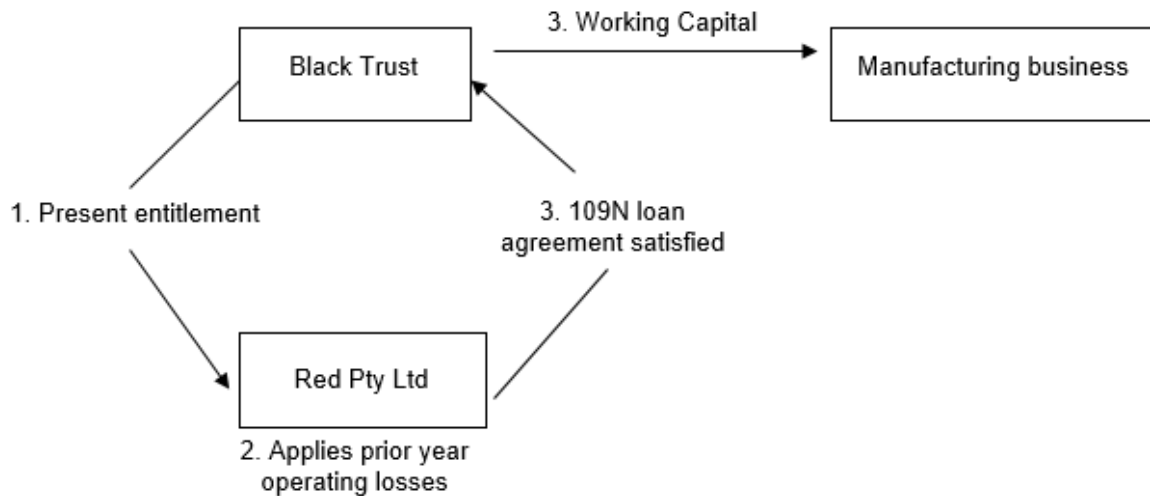 3. Working Capital
Black Trust
Manufacturing business
1. Present entitlement
3. 109N loan
agreement satisfied
Red Pty Ltd
2. Applies prior year
operating losses